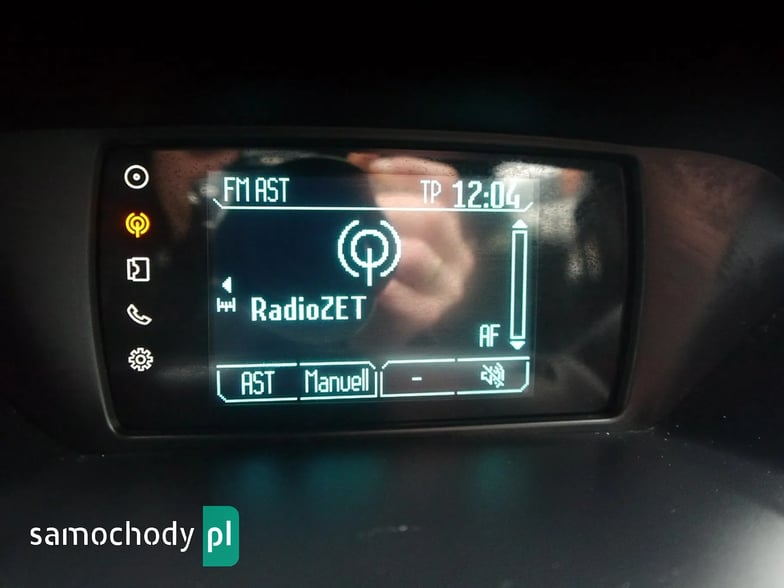 FM AST TP 12:04
RadioZET
AF
AST Manuell -
samochody pl